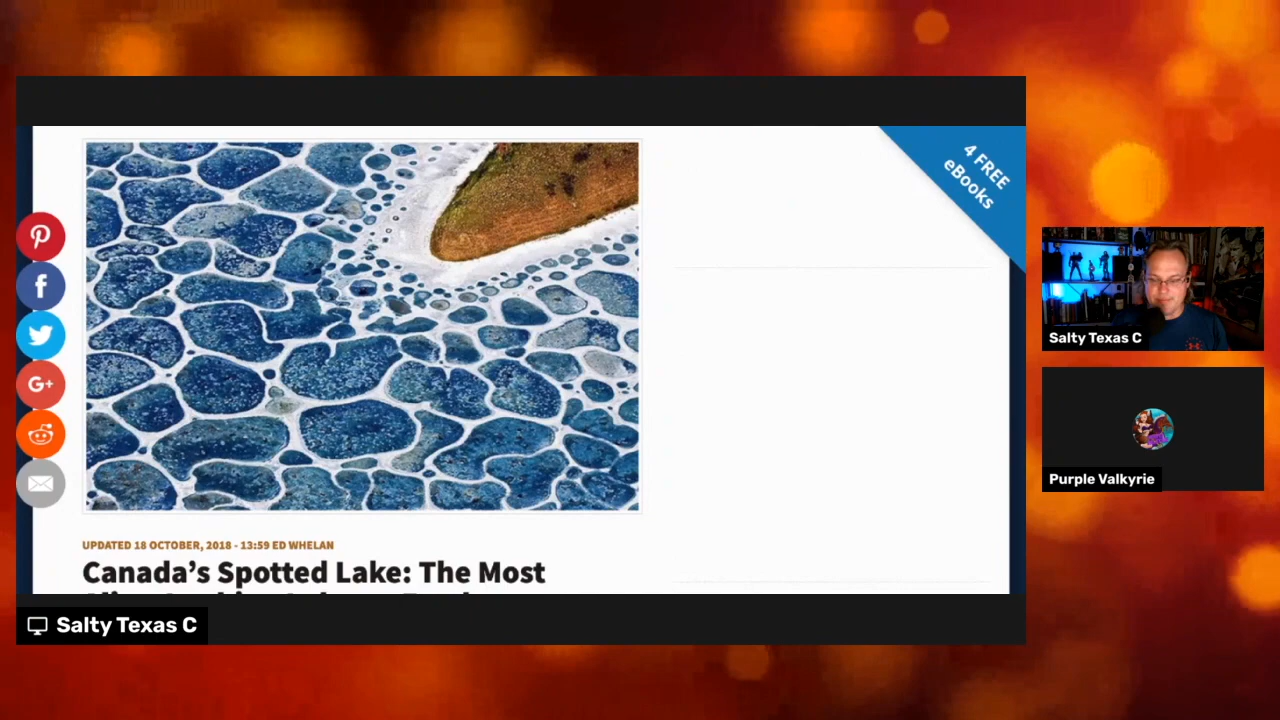 4 FREE
eBooks
UPDATED 18 OCTOBER, 2018 - 13:59 ED WHELAN
Canada's Spotted Lake: The Most
Salty Texas C
Salty Texas C
Purple Valkyrie